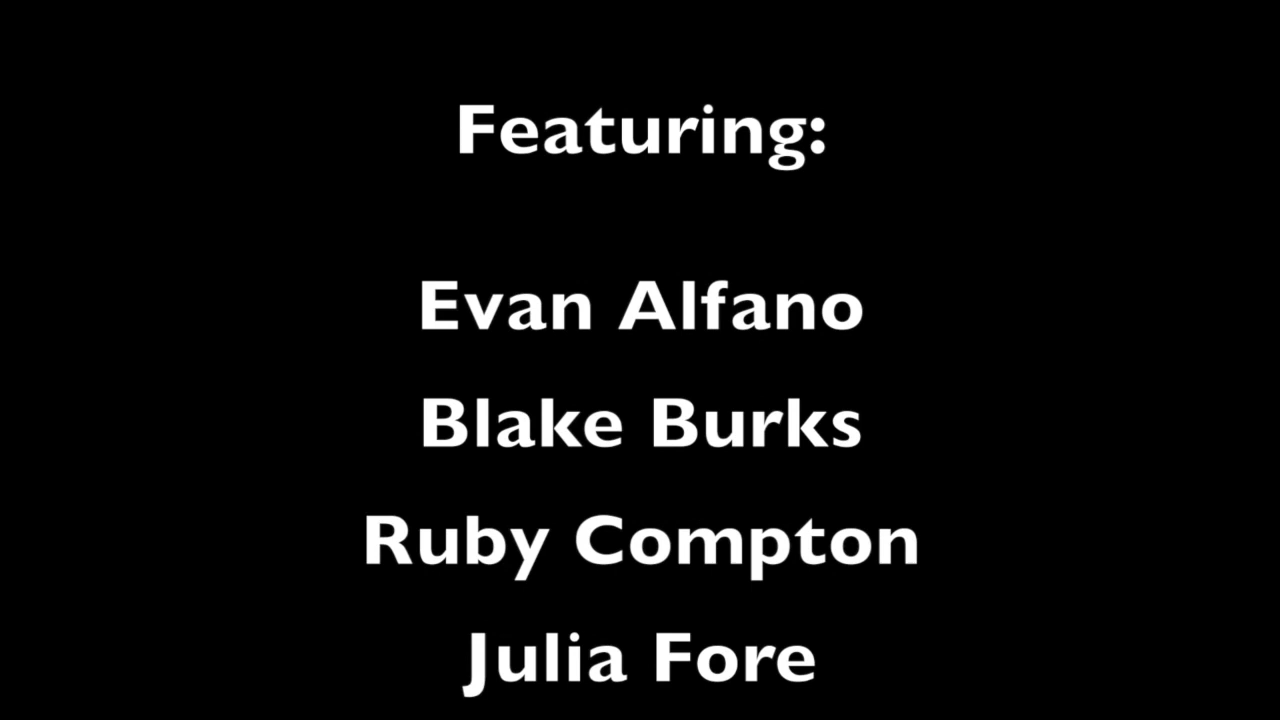 Featuring:
Evan Alfano
Blake Burks
Ruby Compton
Julia Fore